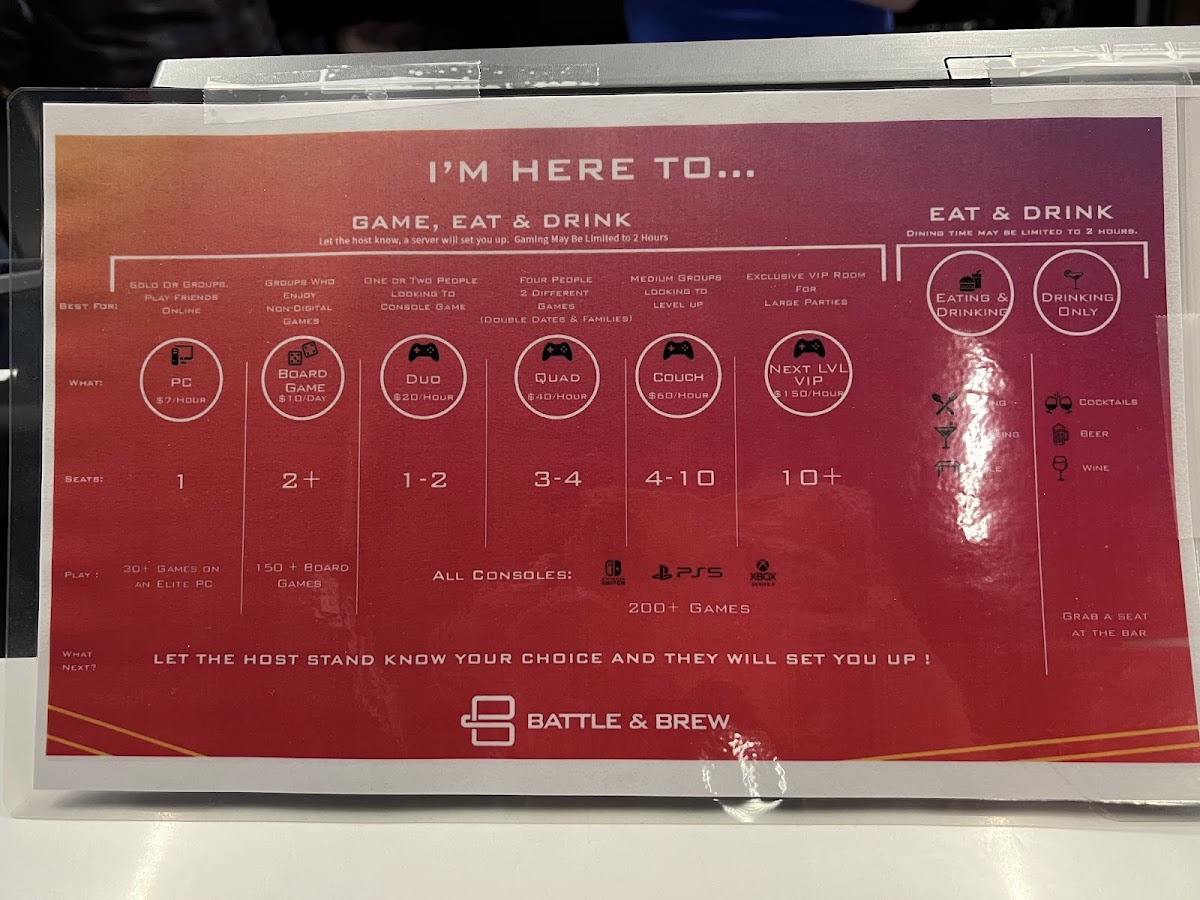 I'M HERE TO...
GAME, EAT & DRINK
Let the host know, a server will set you up. Gaming May Be Limited to 2 Hours
EAT & DRINK
DINING TIME MAY BE LIMITED TO 2 HOURS.
BEST FOR:
SOLO OR GROUPS.
PLAY FRIENDS
ONLINE
GROUPS WHO
ENJOY
NON-DIGITAL
GAMES
ONE OR TWO PEOPLE
LOOKING TO
CONSOLE GAME
FOUR PEOPLE
2 DIFFERENT
GAMES
(DOUBLE DATES & FAMILIES)
MEDIUM GROUPS
LOOKING TO
LEVEL UP
EXCLUSIVE VIP ROOM
FOR
LARGE PARTIES
EATING &
DRINKING
DRINKING
ONLY
WHAT:
PC
$7/HOUR
BOARD
GAME
$10/DAY
DUO
$20/HOUR
QUAD
$40/HOUR
COUCH
$60/HOUR
NEXT LVL
VIP
$150/HOUR
COCKTAILS
BEER
WINE
SEATS:
1
2+
1-2
3-4
4-10
10+
PLAY :
30+ GAMES ON
AN ELITE PC
150 + BOARD
GAMES
ALL CONSOLES:
SWITCH
PS5
XBOX
200+ GAMES
GRAB A SEAT
AT THE BAR
WHAT
NEXT?
LET THE HOST STAND KNOW YOUR CHOICE AND THEY WILL SET YOU UP !
BATTLE & BREW